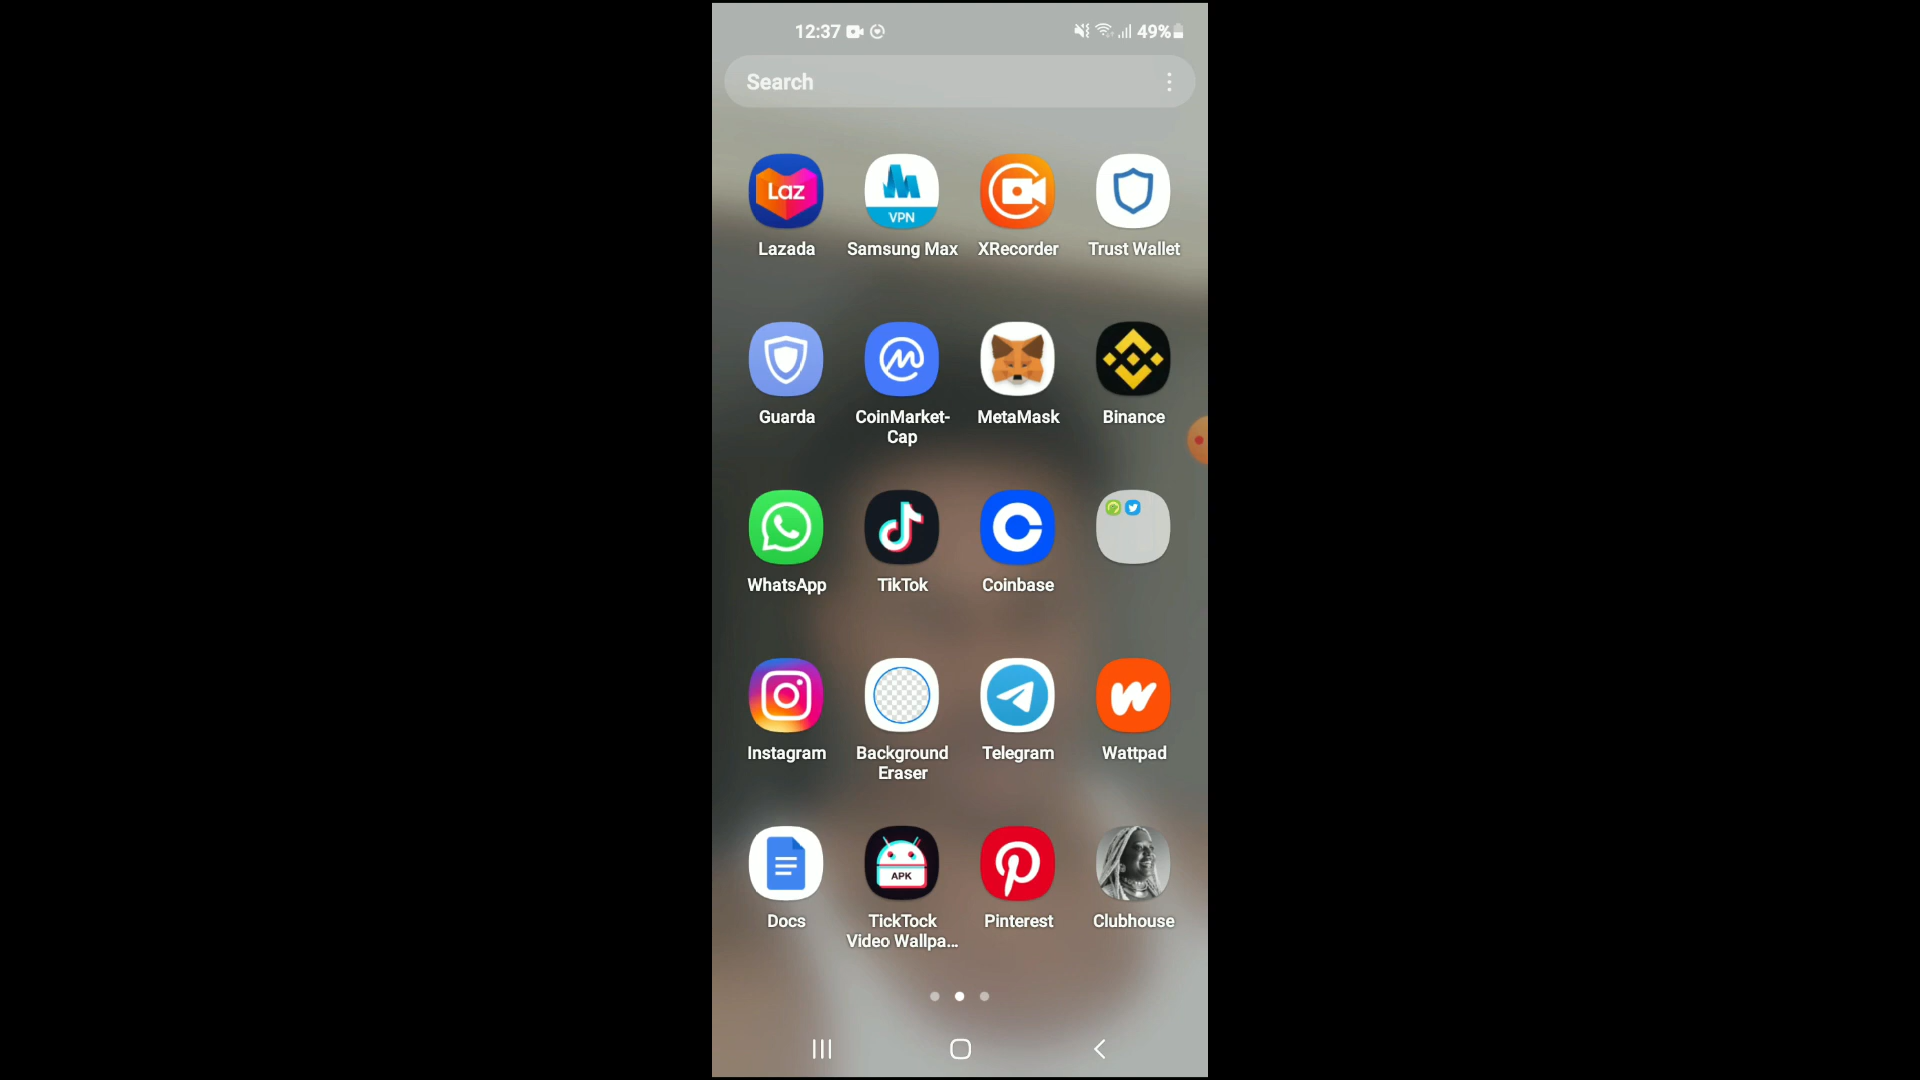 12:37
49%
Search
Laz
VPN
Lazada
Samsung Max
XRecorder
Trust Wallet
Guarda
CoinMarket-
Cap
MetaMask
Binance
WhatsApp
TikTok
Coinbase
Instagram
Background
Eraser
Telegram
Wattpad
APK
Docs
TickTock
Video Wallpa...
Pinterest
Clubhouse